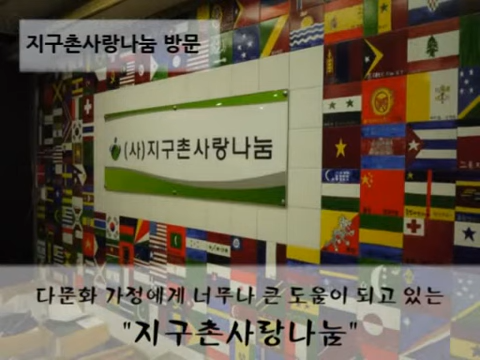 지구촌사랑나눔 방문
(사)지구촌사랑나눔
다문화 가정에게 너무나 큰 도움이 되고 있는
"지구촌사랑나눔"